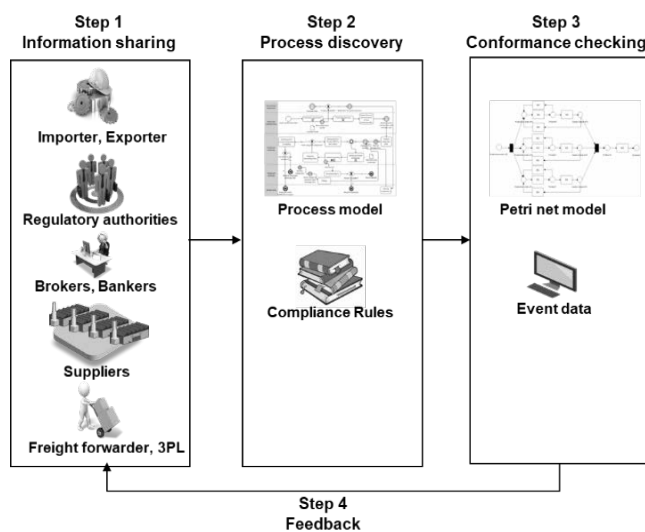 Step 1
Information sharing
Step 2
Process discovery
Step 3
Conformance checking
Importer, Exporter
Regulatory authorities
Brokers, Bankers
Suppliers
Freight forwarder, 3PL
Process model
Compliance Rules
Petri net model
Event data
Step 4
Feedback